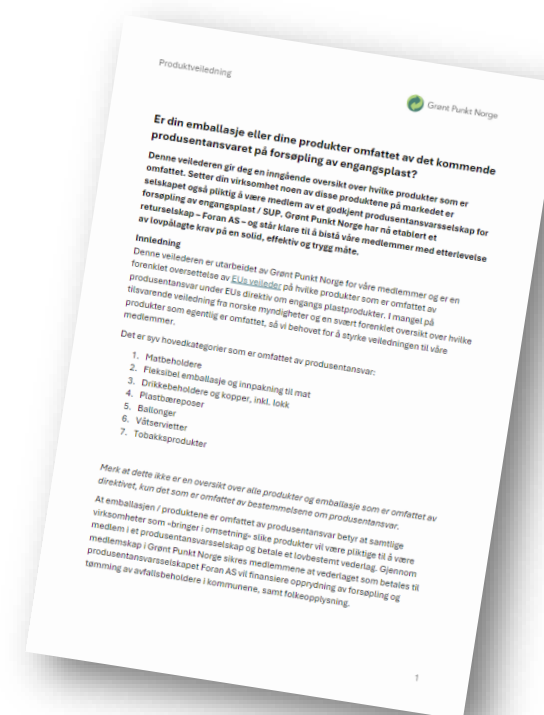 Produktveiledning
Grønt Punkt Norge
Er din emballasje eller dine produkter omfattet av det kommende
produsentansvaret på forsøpling av engangsplast?
Denne veilederen gir deg en inngående oversikt over hvilke produkter som er
omfattet. Setter din virksomhet noen av disse produktene på markedet er
selskapet også pliktig å være medlem av et godkjent produsentansvarsselskap for
forsøpling av engangsplast / SUP. Grønt Punkt Norge har nå etablert et
returselskap – Foran AS – og står klare til å bistå våre medlemmer med etterlevelse
av lovpålagte krav på en solid, effektiv og trygg måte.
Innledning
Denne veilederen er utarbeidet av Grønt Punkt Norge for våre medlemmer og er en
forenklet oversettelse av EUs veileder på hvilke produkter som er omfattet av
produsentansvar under EUs direktiv om engangs plastprodukter. I mangel på
tilsvarende veiledning fra norske myndigheter og en svært forenklet oversikt over hvilke
produkter som egentlig er omfattet, så vi behovet for å styrke veiledningen til våre
medlemmer.
Det er syv hovedkategorier som er omfattet av produsentansvar:
1. Matbeholdere
2. Fleksibel emballasje og innpakning til mat
3. Drikkebeholdere og kopper, inkl. lokk
4. Plastbæreposer
5. Ballonger
6. Våtservietter
7. Tobakksprodukter
Merk at dette ikke er en oversikt over alle produkter og emballasje som er omfattet av
direktivet, kun det som er omfattet av bestemmelsene om produsentansvar.
At emballasjen / produktene er omfattet av produsentansvar betyr at samtlige
virksomheter som «bringer i omsetning» slike produkter vil være pliktige til å være
medlem i et produsentansvarsselskap og betale et lovbestemt vederlag. Gjennom
medlemskap i Grønt Punkt Norge sikres medlemmene at vederlaget som betales til
produsentansvarsselskapet Foran AS vil finansiere opprydning av forsøpling og
tømming av avfallsbeholdere i kommunene, samt folkeopplysning.
1